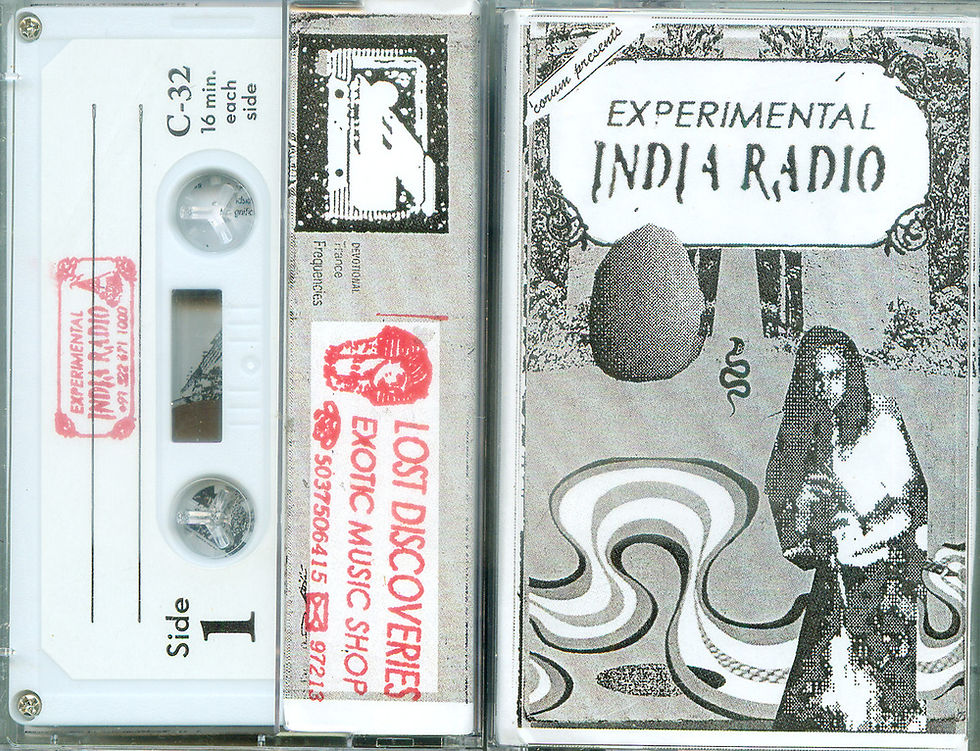 C-32
16 min.
each
side
EXPERIMENTAL
INDIA RADIO
Side
1
DEVOTIONAL
Trance
Frequencies
LOST DISCOVERIES
EXOTIC MUSIC SHOP
5037506415 97213
corum presents
EXPERIMENTAL
INDIA RADIO